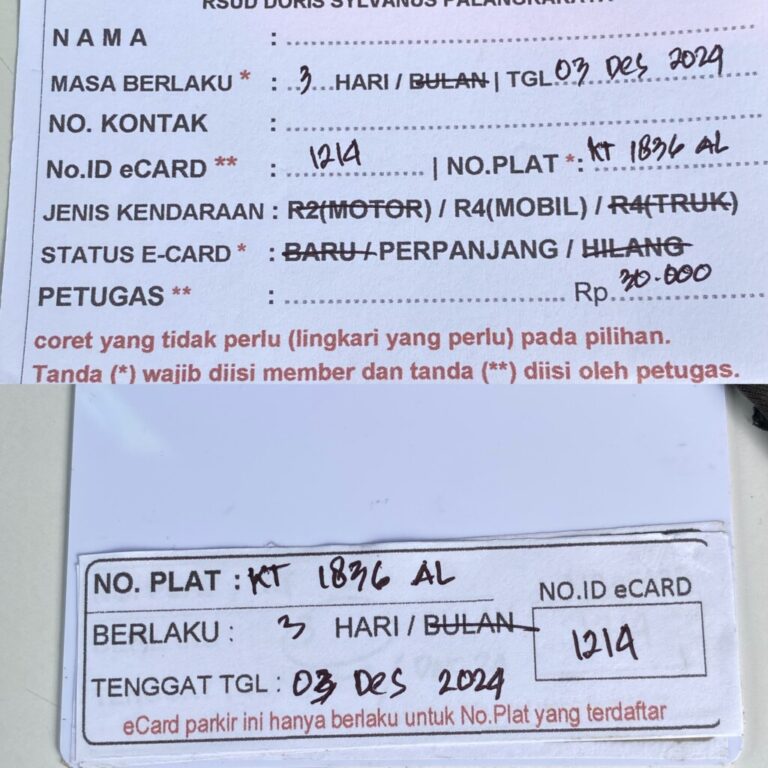 RSUD DORIS SYLVANUS PALANGKARAYA
NAMA :
MASA BERLAKU * : 3 HARI / BULAN | TGL 03 Des 2024
NO. KONTAK :
No.ID eCARD ** : 1214 | NO.PLAT *: KT 1836 AL
JENIS KENDARAAN : R2(MOTOR) / R4(MOBIL) / R4(TRUK)
STATUS E-CARD * : BARU / PERPANJANG / HILANG
PETUGAS ** : Rp. 30.000
coret yang tidak perlu (lingkari yang perlu) pada pilihan.
Tanda (*) wajib diisi member dan tanda (**) diisi oleh petugas.
NO. PLAT : KT 1836 AL
NO.ID eCARD
BERLAKU : 3 HARI / BULAN
1214
TENGGAT TGL : 03 Des 2024
eCard parkir ini hanya berlaku untuk No.Plat yang terdaftar